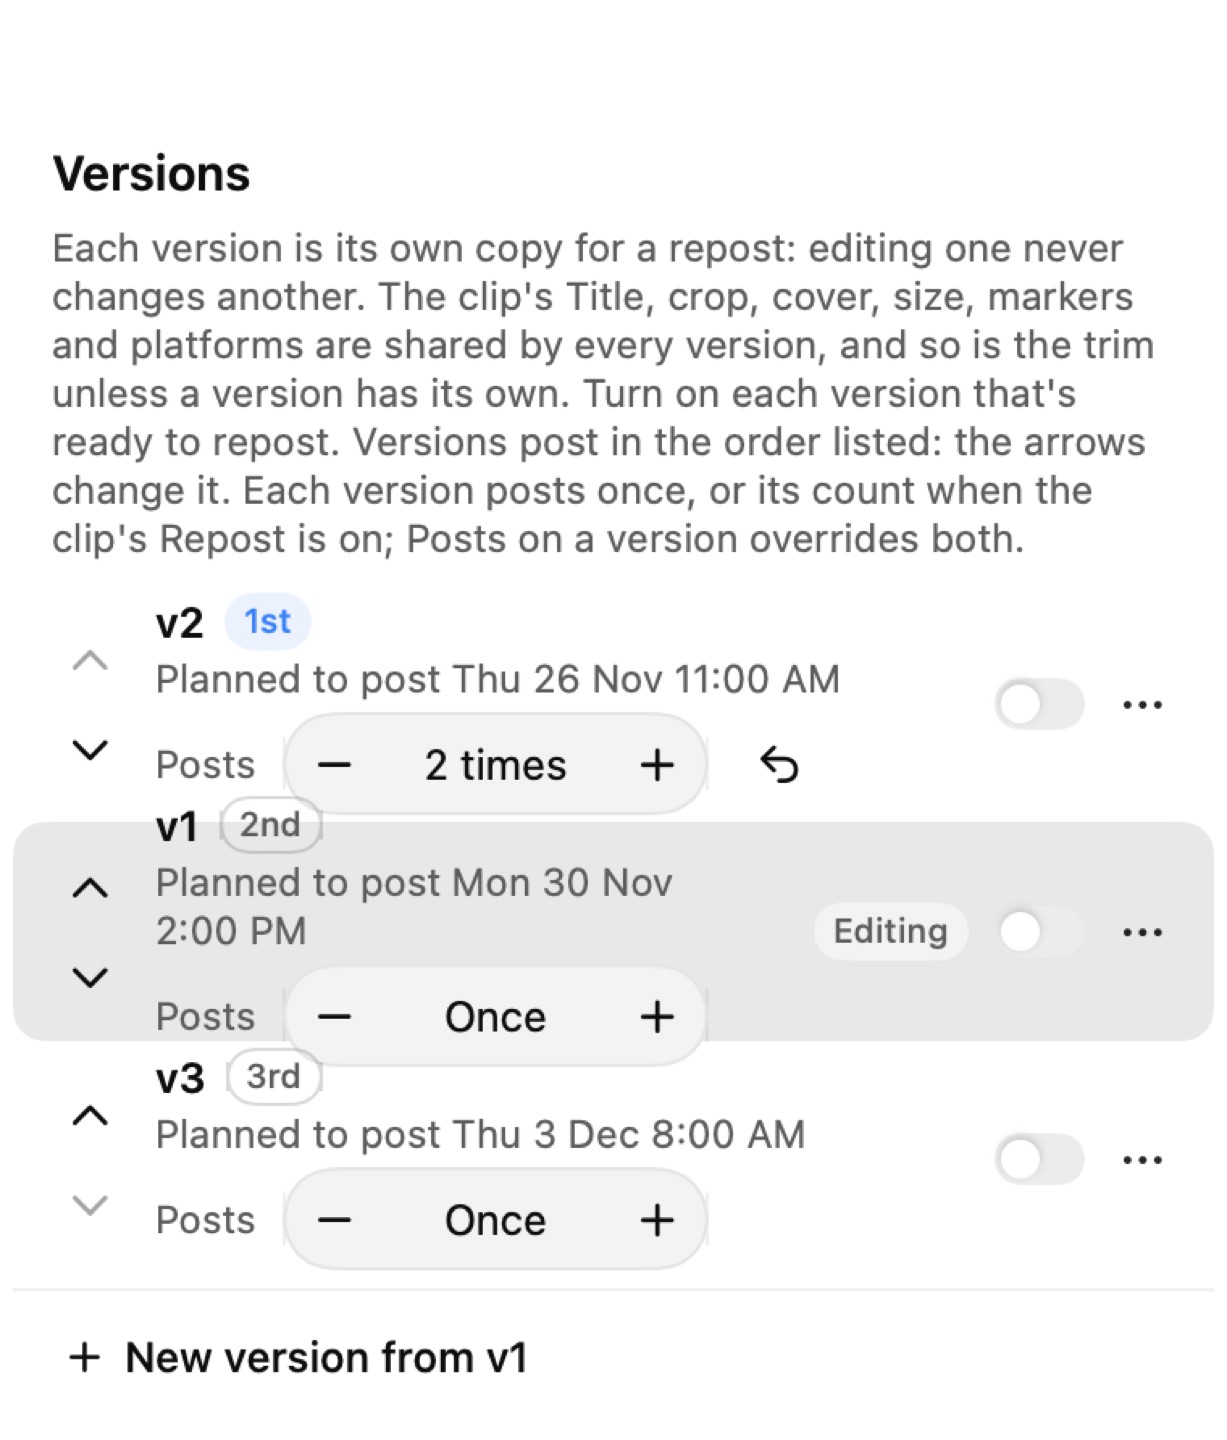 Versions
Each version is its own copy for a repost: editing one never
changes another. The clip's Title, crop, cover, size, markers
and platforms are shared by every version, and so is the trim
unless a version has its own. Turn on each version that's
ready to repost. Versions post in the order listed: the arrows
change it. Each version posts once, or its count when the
clip's Repost is on; Posts on a version overrides both.
v2 1st
Planned to post Thu 26 Nov 11:00 AM
Posts − 2 times +
v1 2nd
Planned to post Mon 30 Nov
2:00 PM
Editing
Posts − Once +
v3 3rd
Planned to post Thu 3 Dec 8:00 AM
Posts − Once +
+ New version from v1